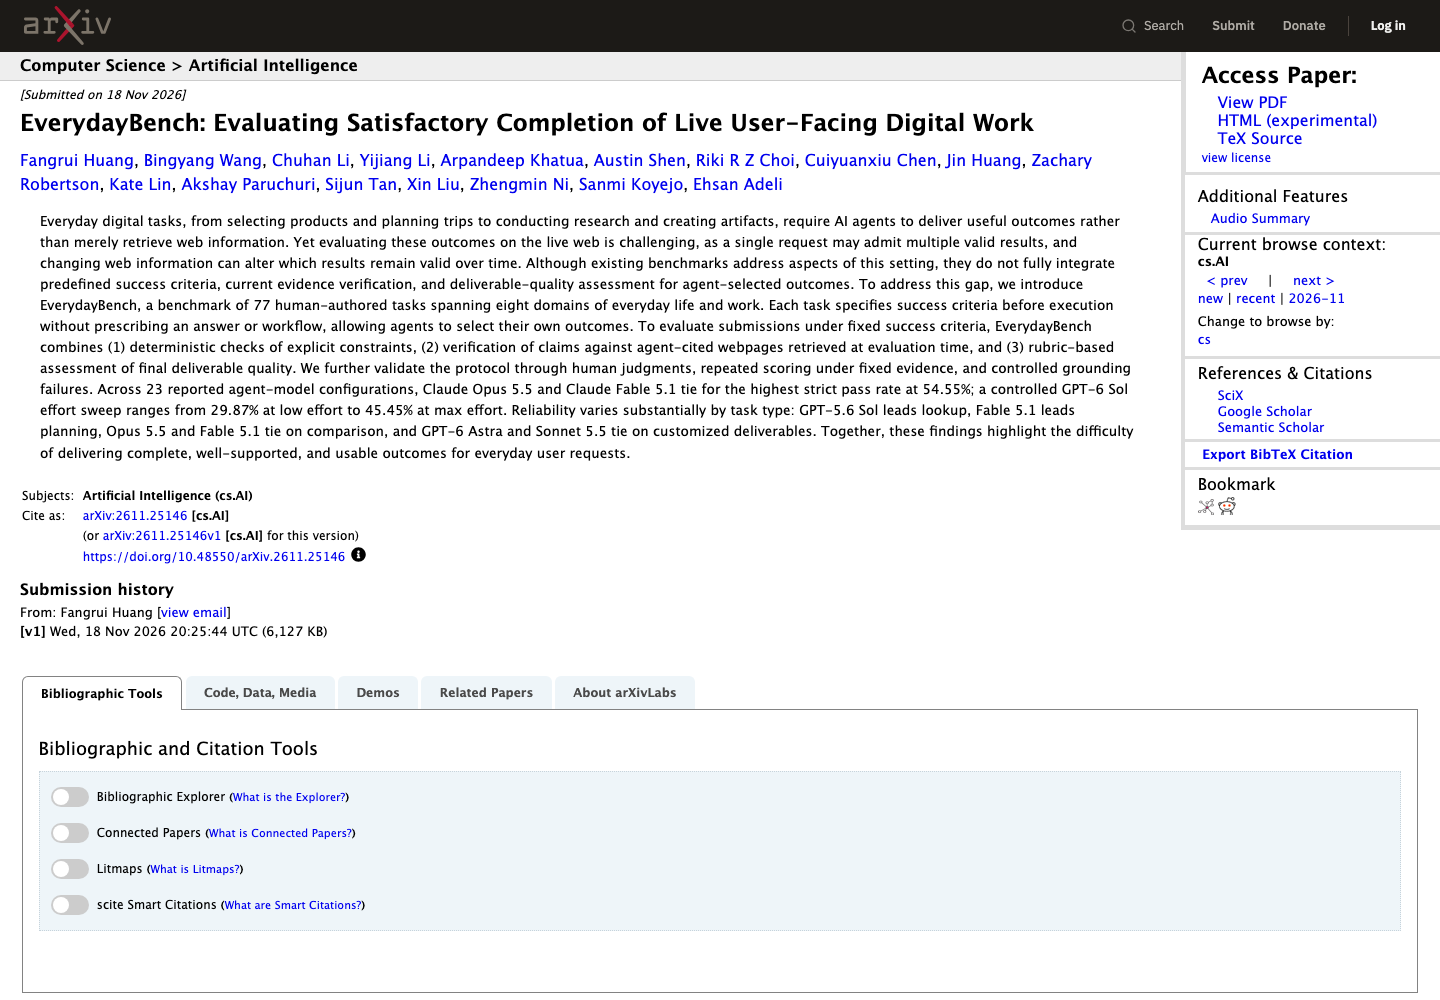 arXiv
Search
Submit
Donate
Log in
Computer Science > Artificial Intelligence
[Submitted on 18 Nov 2026]
EverydayBench: Evaluating Satisfactory Completion of Live User-Facing Digital Work
Fangrui Huang, Bingyang Wang, Chuhan Li, Yijiang Li, Arpandeep Khatua, Austin Shen, Riki R Z Choi, Cuiyuanxiu Chen, Jin Huang, Zachary
Robertson, Kate Lin, Akshay Paruchuri, Sijun Tan, Xin Liu, Zhengmin Ni, Sanmi Koyejo, Ehsan Adeli
Everyday digital tasks, from selecting products and planning trips to conducting research and creating artifacts, require AI agents to deliver useful outcomes rather
than merely retrieve web information. Yet evaluating these outcomes on the live web is challenging, as a single request may admit multiple valid results, and
changing web information can alter which results remain valid over time. Although existing benchmarks address aspects of this setting, they do not fully integrate
predefined success criteria, current evidence verification, and deliverable-quality assessment for agent-selected outcomes. To address this gap, we introduce
EverydayBench, a benchmark of 77 human-authored tasks spanning eight domains of everyday life and work. Each task specifies success criteria before execution
without prescribing an answer or workflow, allowing agents to select their own outcomes. To evaluate submissions under fixed success criteria, EverydayBench
combines (1) deterministic checks of explicit constraints, (2) verification of claims against agent-cited webpages retrieved at evaluation time, and (3) rubric-based
assessment of final deliverable quality. We further validate the protocol through human judgments, repeated scoring under fixed evidence, and controlled grounding
failures. Across 23 reported agent-model configurations, Claude Opus 5.5 and Claude Fable 5.1 tie for the highest strict pass rate at 54.55%; a controlled GPT-6 Sol
effort sweep ranges from 29.87% at low effort to 45.45% at max effort. Reliability varies substantially by task type: GPT-5.6 Sol leads lookup, Fable 5.1 leads
planning, Opus 5.5 and Fable 5.1 tie on comparison, and GPT-6 Astra and Sonnet 5.5 tie on customized deliverables. Together, these findings highlight the difficulty
of delivering complete, well-supported, and usable outcomes for everyday user requests.
Subjects: Artificial Intelligence (cs.AI)
Cite as: arXiv:2611.25146 [cs.AI]
(or arXiv:2611.25146v1 [cs.AI] for this version)
https://doi.org/10.48550/arXiv.2611.25146
Submission history
From: Fangrui Huang [view email]
[v1] Wed, 18 Nov 2026 20:25:44 UTC (6,127 KB)
Access Paper:
View PDF
HTML (experimental)
TeX Source
view license
Additional Features
Audio Summary
Current browse context:
cs.AI
< prev | next >
new | recent | 2026-11
Change to browse by:
cs
References & Citations
SciX
Google Scholar
Semantic Scholar
Export BibTeX Citation
Bookmark
Bibliographic Tools
Code, Data, Media
Demos
Related Papers
About arXivLabs
Bibliographic and Citation Tools
Bibliographic Explorer (What is the Explorer?)
Connected Papers (What is Connected Papers?)
Litmaps (What is Litmaps?)
scite Smart Citations (What are Smart Citations?)